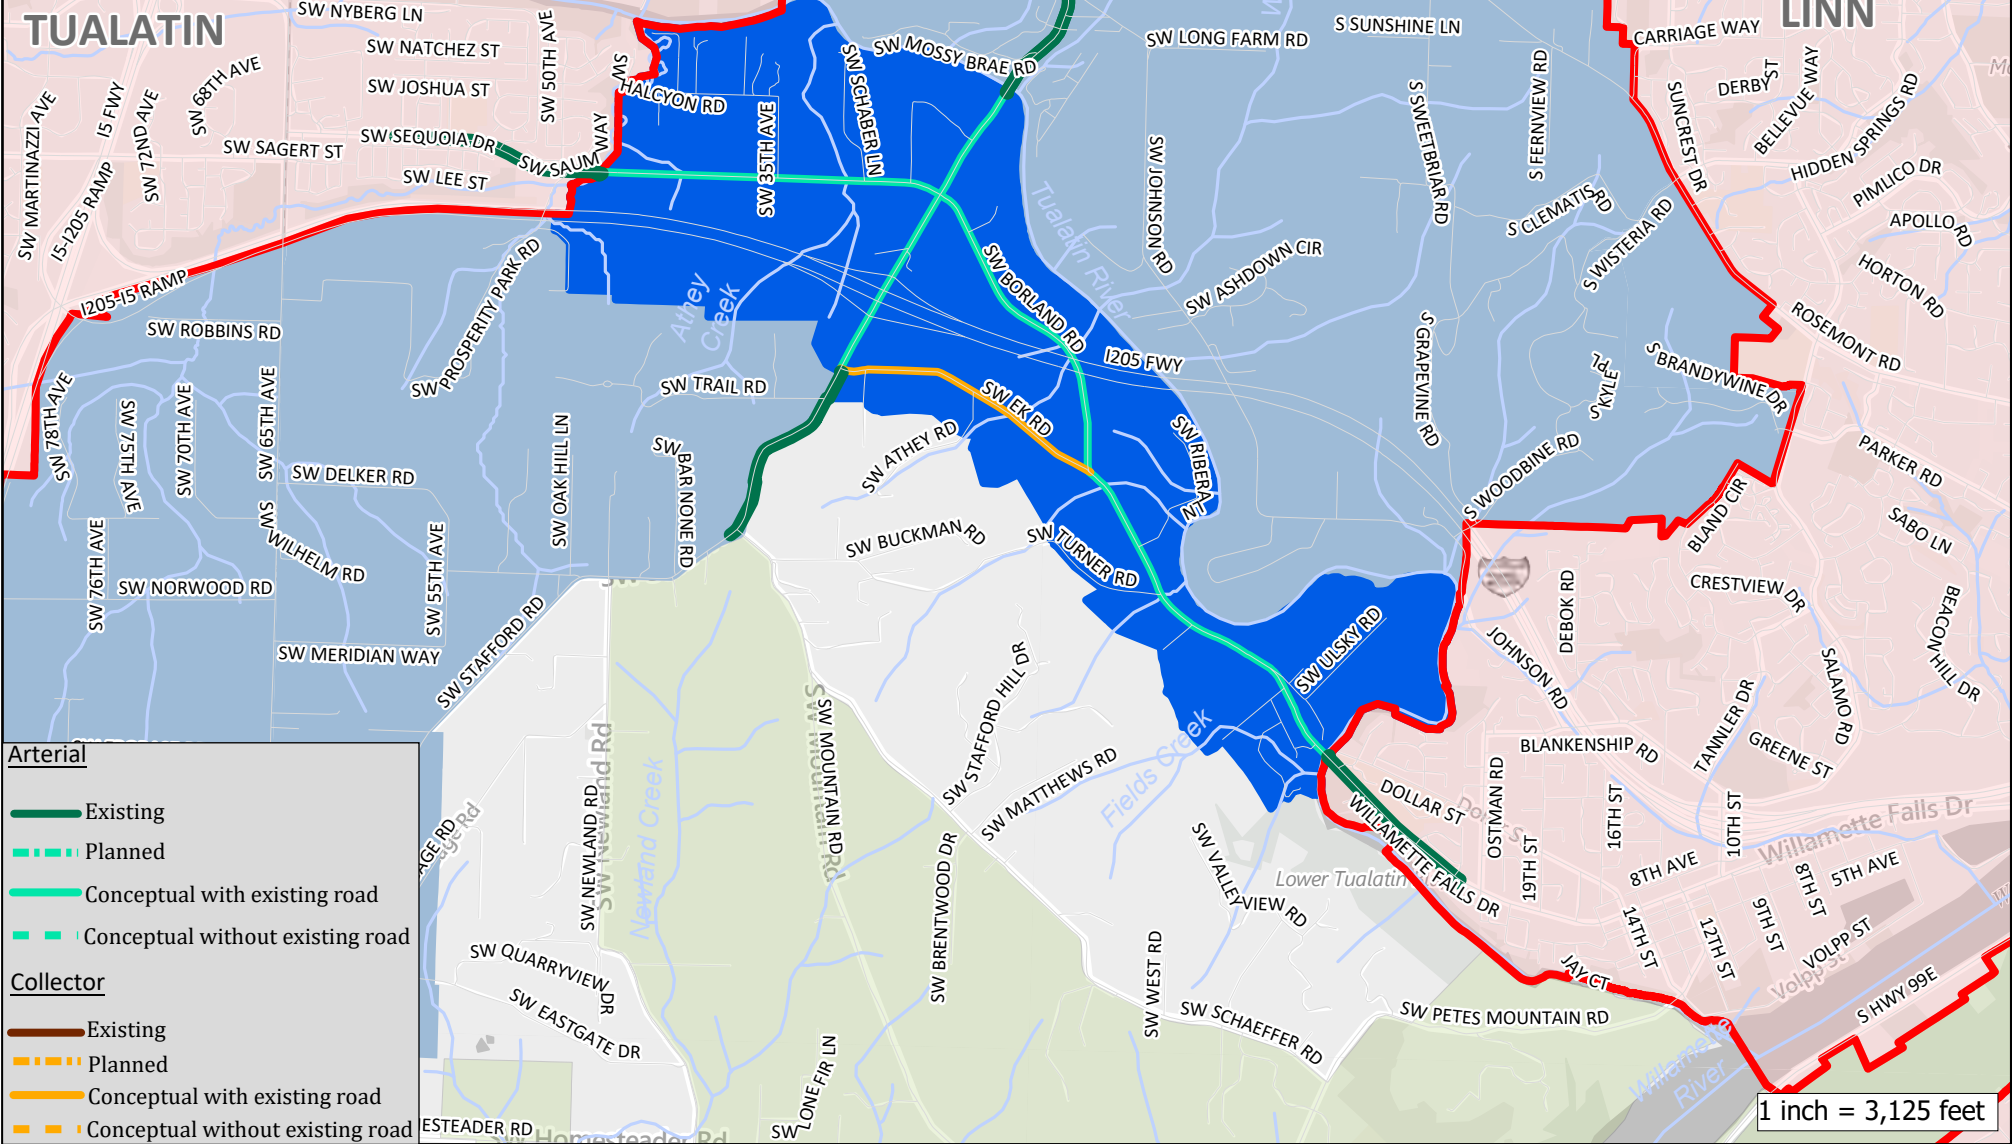 TUALATIN
LINN
SW NYBERG LN
SW NATCHEZ ST
SW JOSHUA ST
SW 50TH AVE
SW 68TH AVE
SW MARTINAZZI AVE
I5 FWY
SW 72ND AVE
I5-I205 RAMP
SW SAGERT ST
SW SEQUOIA DR
SW SAUM WAY
SW LEE ST
SW HALCYON RD
SW 35TH AVE
SW SCHABER LN
SW MOSSY BRAE RD
SW LONG FARM RD
S SUNSHINE LN
S FERNVIEW RD
S SWEETBRIAR RD
SW JOHNSON RD
S CLEMATIS RD
S WISTERIA RD
CARRIAGE WAY
DERBY ST
BELLEVUE WAY
SUNCREST DR
HIDDEN SPRINGS RD
PIMLICO DR
APOLLO RD
HORTON RD
ROSEMONT RD
I205-I5 RAMP
SW ROBBINS RD
SW PROSPERITY PARK RD
Athey Creek
Tualatin River
SW BORLAND RD
SW ASHDOWN CIR
I205 FWY
S GRAPEVINE RD
S KYLE PL
S BRANDYWINE DR
PARKER RD
SABO LN
SW 78TH AVE
SW 75TH AVE
SW 70TH AVE
SW 65TH AVE
SW TRAIL RD
SW EK RD
SW ATHEY RD
SW RIBERA LN
S WOODBINE RD
BLAND CIR
SW OAK HILL LN
SW BAR NONE RD
SW DELKER RD
SW WILHELM RD
SW 55TH AVE
SW 76TH AVE
SW NORWOOD RD
SW BUCKMAN RD
SW TURNER RD
DEBOK RD
CRESTVIEW DR
BEACON HILL DR
SW MERIDIAN WAY
SW STAFFORD RD
SW STAFFORD HILL DR
SW ULSKY RD
JOHNSON RD
SALAMO RD
TANNLER DR
BLANKENSHIP RD
GREENE ST
SW Newland Rd
SW NEWLAND RD
Newland Creek
SW Mountain Rd
SW MOUNTAIN RD
SW MATTHEWS RD
Fields Creek
DOLLAR ST
OSTMAN RD
16TH ST
10TH ST
Willamette Falls Dr
WILLAMETTE FALLS DR
19TH ST
8TH AVE
8TH ST
5TH AVE
SW BRENTWOOD DR
SW VALLEY VIEW RD
Lower Tualatin
14TH ST
12TH ST
9TH ST
VOLPP ST
Volpp St
SW QUARRYVIEW DR
SW EASTGATE DR
SW WEST RD
SW SCHAEFFER RD
SW PETES MOUNTAIN RD
JAY CT
S HWY 99E
SW LONE FIR LN
ESTEADER RD
SW Homesteader Rd
Willamette River
Arterial
Existing
Planned
Conceptual with existing road
Conceptual without existing road
Collector
Existing
Planned
Conceptual with existing road
Conceptual without existing road
1 inch = 3,125 feet